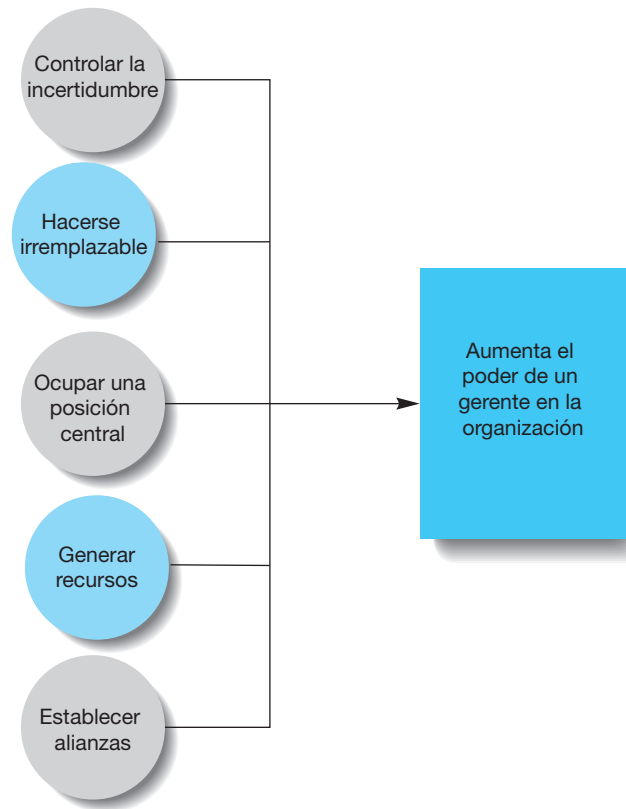 Controlar la
incertidumbre
Hacerse
irremplazable
Ocupar una
posición
central
Generar
recursos
Establecer
alianzas
Aumenta el
poder de un
gerente en la
organización